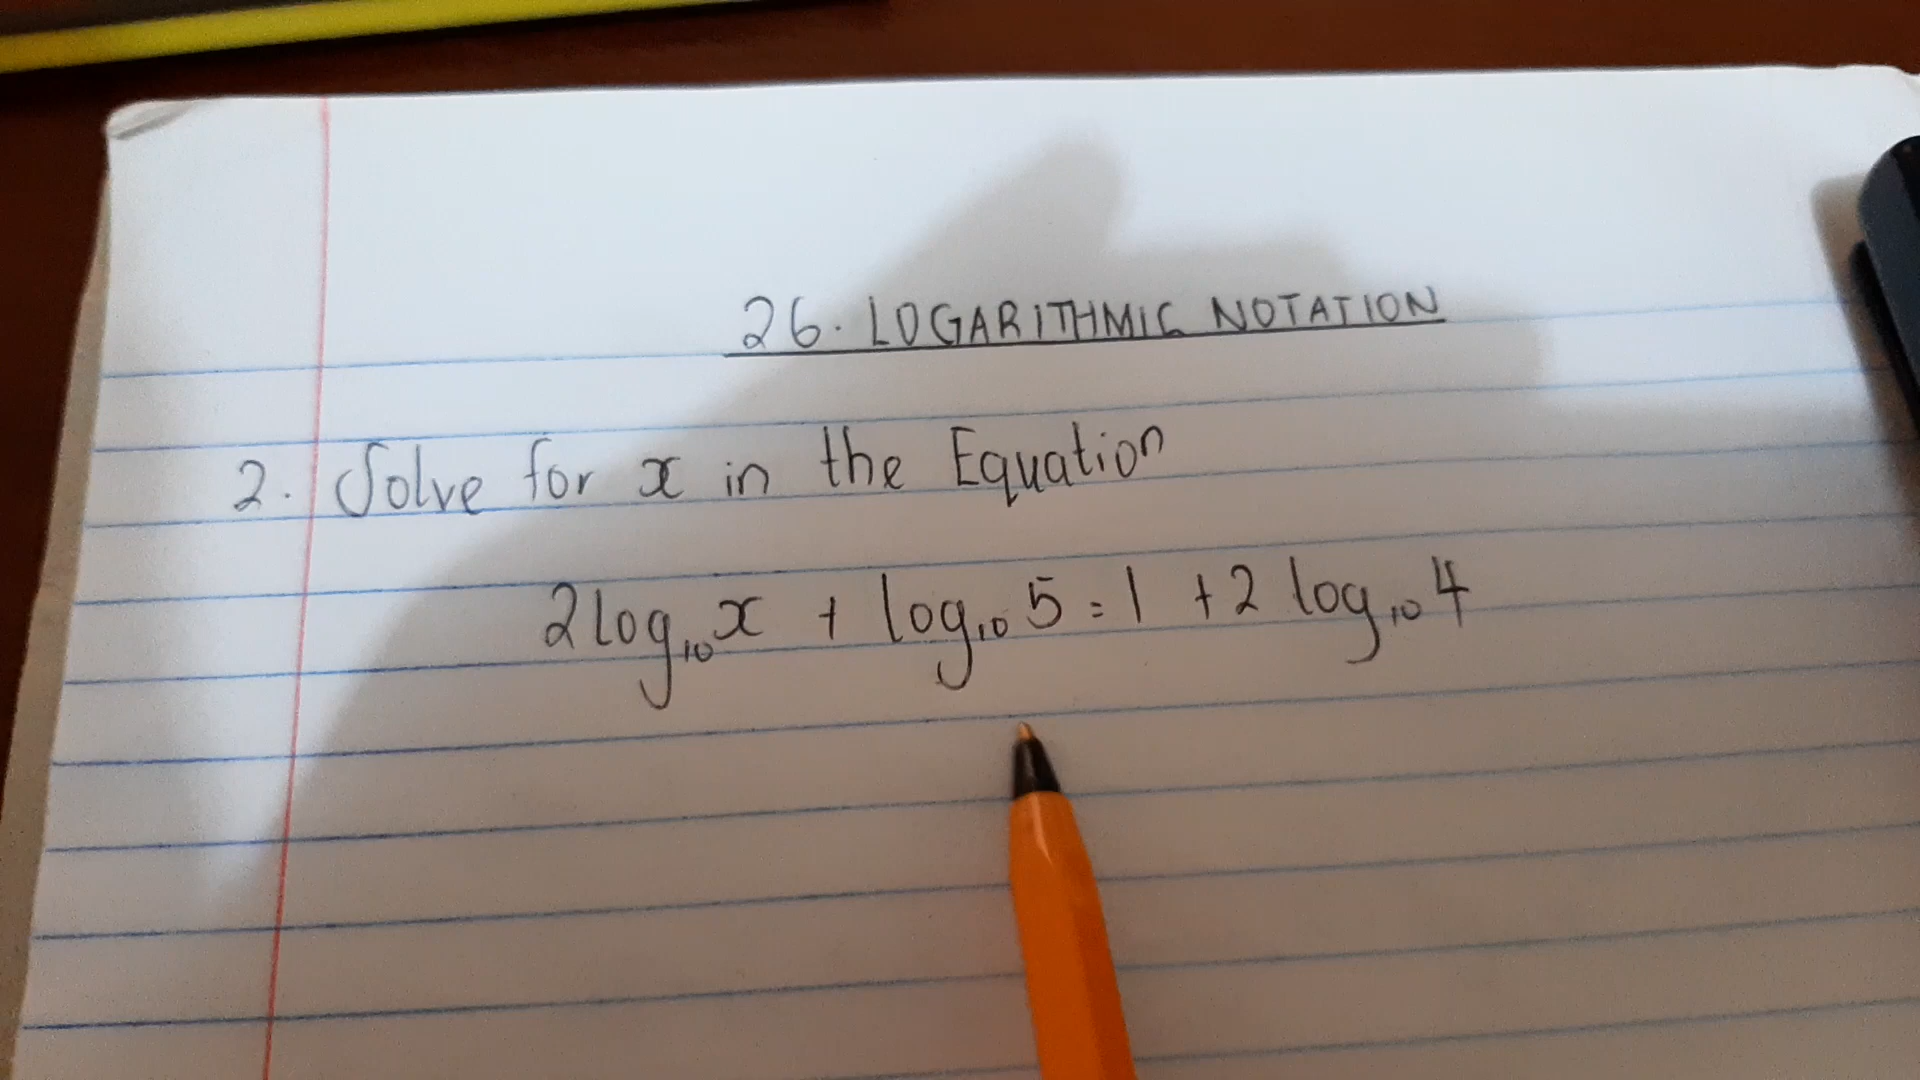 26. LOGARITHMIC NOTATION
2. Solve for x in the Equation
2log₁₀x + log₁₀5 = 1 + 2 log₁₀4